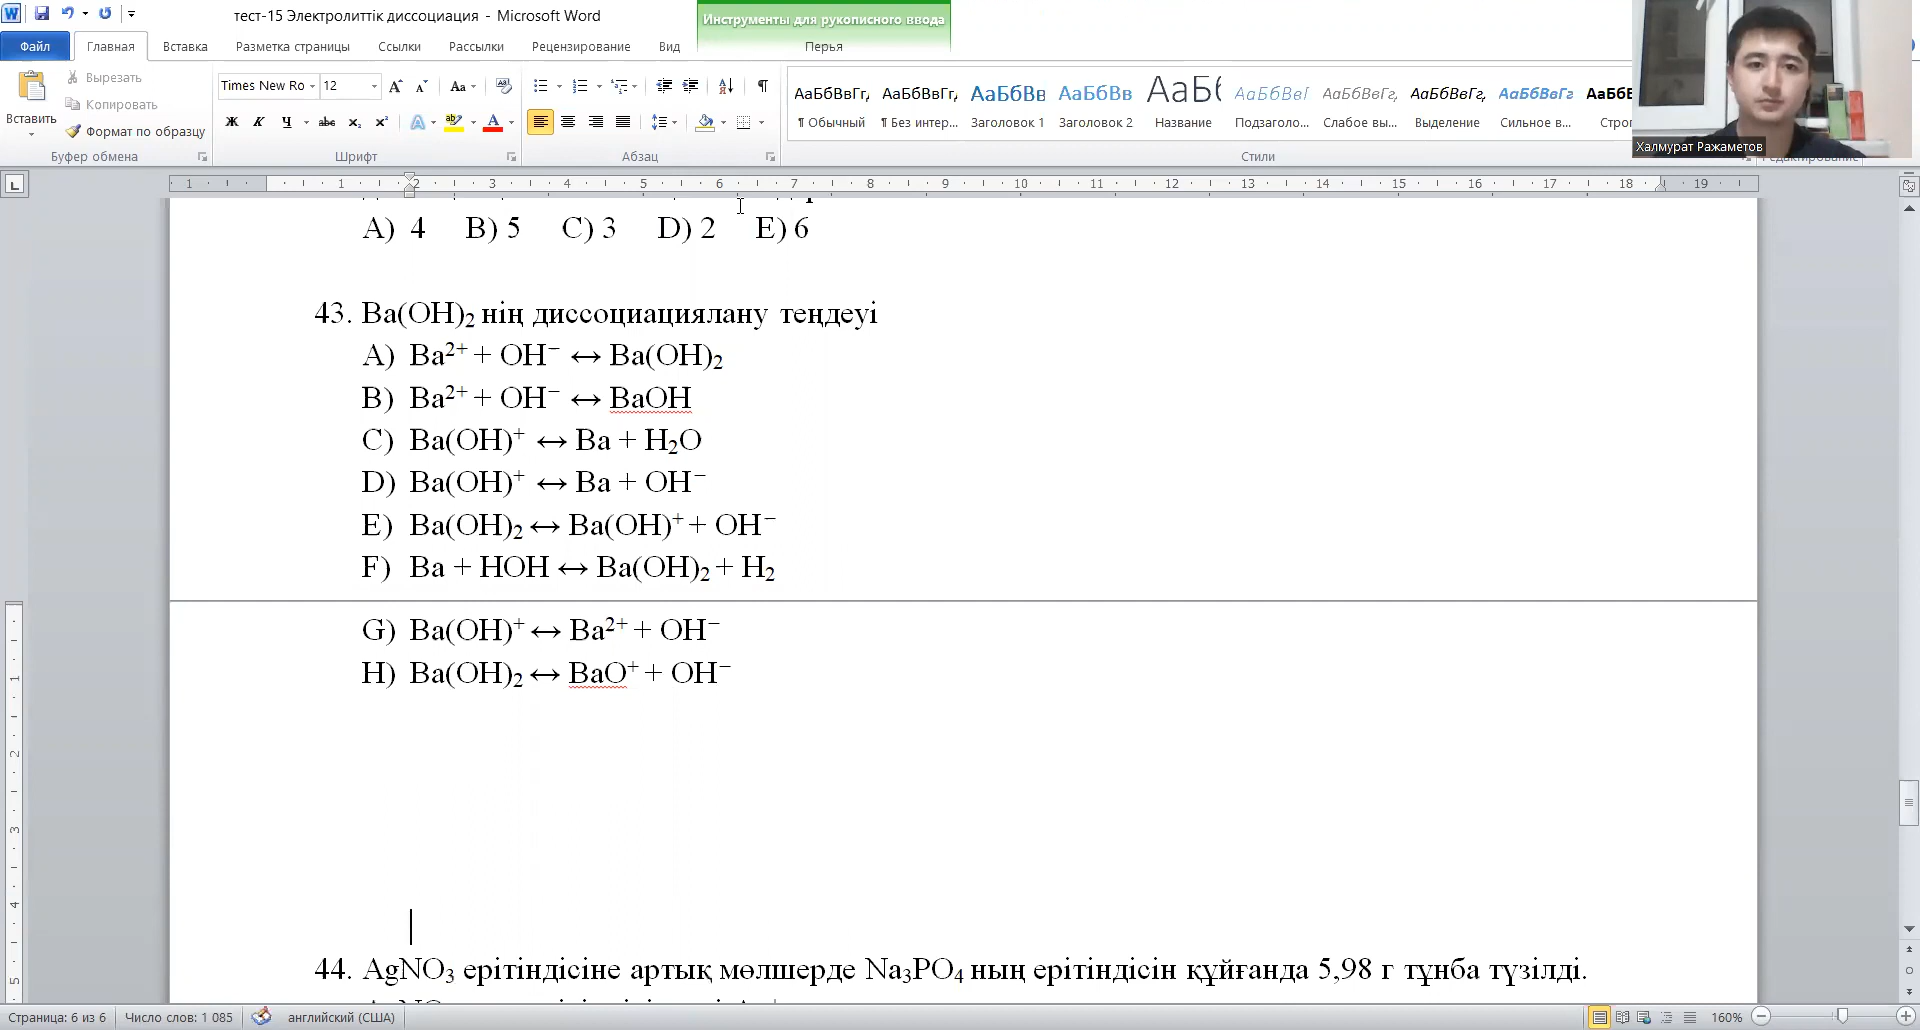 тест-15 Электролиттік диссоциация - Microsoft Word
Инструменты для рукописного ввода
Файл Главная Вставка Разметка страницы Ссылки Рассылки Рецензирование Вид Перья
Вставить
Вырезать
Копировать
Формат по образцу
Буфер обмена
Times New Ro 12
Шрифт
Абзац
АаБбВвГг, АаБбВвГг, АаБбВв АаБбВв АаБб АаБбВвГ АаБбВвГг, АаБбВвГг, АаБбВвГг АаБбВ
¶ Обычный ¶ Без интер... Заголовок 1 Заголовок 2 Название Подзаголо... Слабое вы... Выделение Сильное в... Строг
Стили
Халмурат Ражаметов
A) 4 B) 5 C) 3 D) 2 E) 6
43. Ba(OH)₂ нің диссоциациялану теңдеуі
A) Ba²⁺ + OH⁻ ↔ Ba(OH)₂
B) Ba²⁺ + OH⁻ ↔ BaOH
C) Ba(OH)⁺ ↔ Ba + H₂O
D) Ba(OH)⁺ ↔ Ba + OH⁻
E) Ba(OH)₂ ↔ Ba(OH)⁺ + OH⁻
F) Ba + HOH ↔ Ba(OH)₂ + H₂
G) Ba(OH)⁺ ↔ Ba²⁺ + OH⁻
H) Ba(OH)₂ ↔ BaO⁺ + OH⁻
44. AgNO₃ ерітіндісіне артық мөлшерде Na₃PO₄ ның ерітіндісін құйғанда 5,98 г тұнба түзілді.
Страница: 6 из 6 Число слов: 1 085 английский (США) 160%